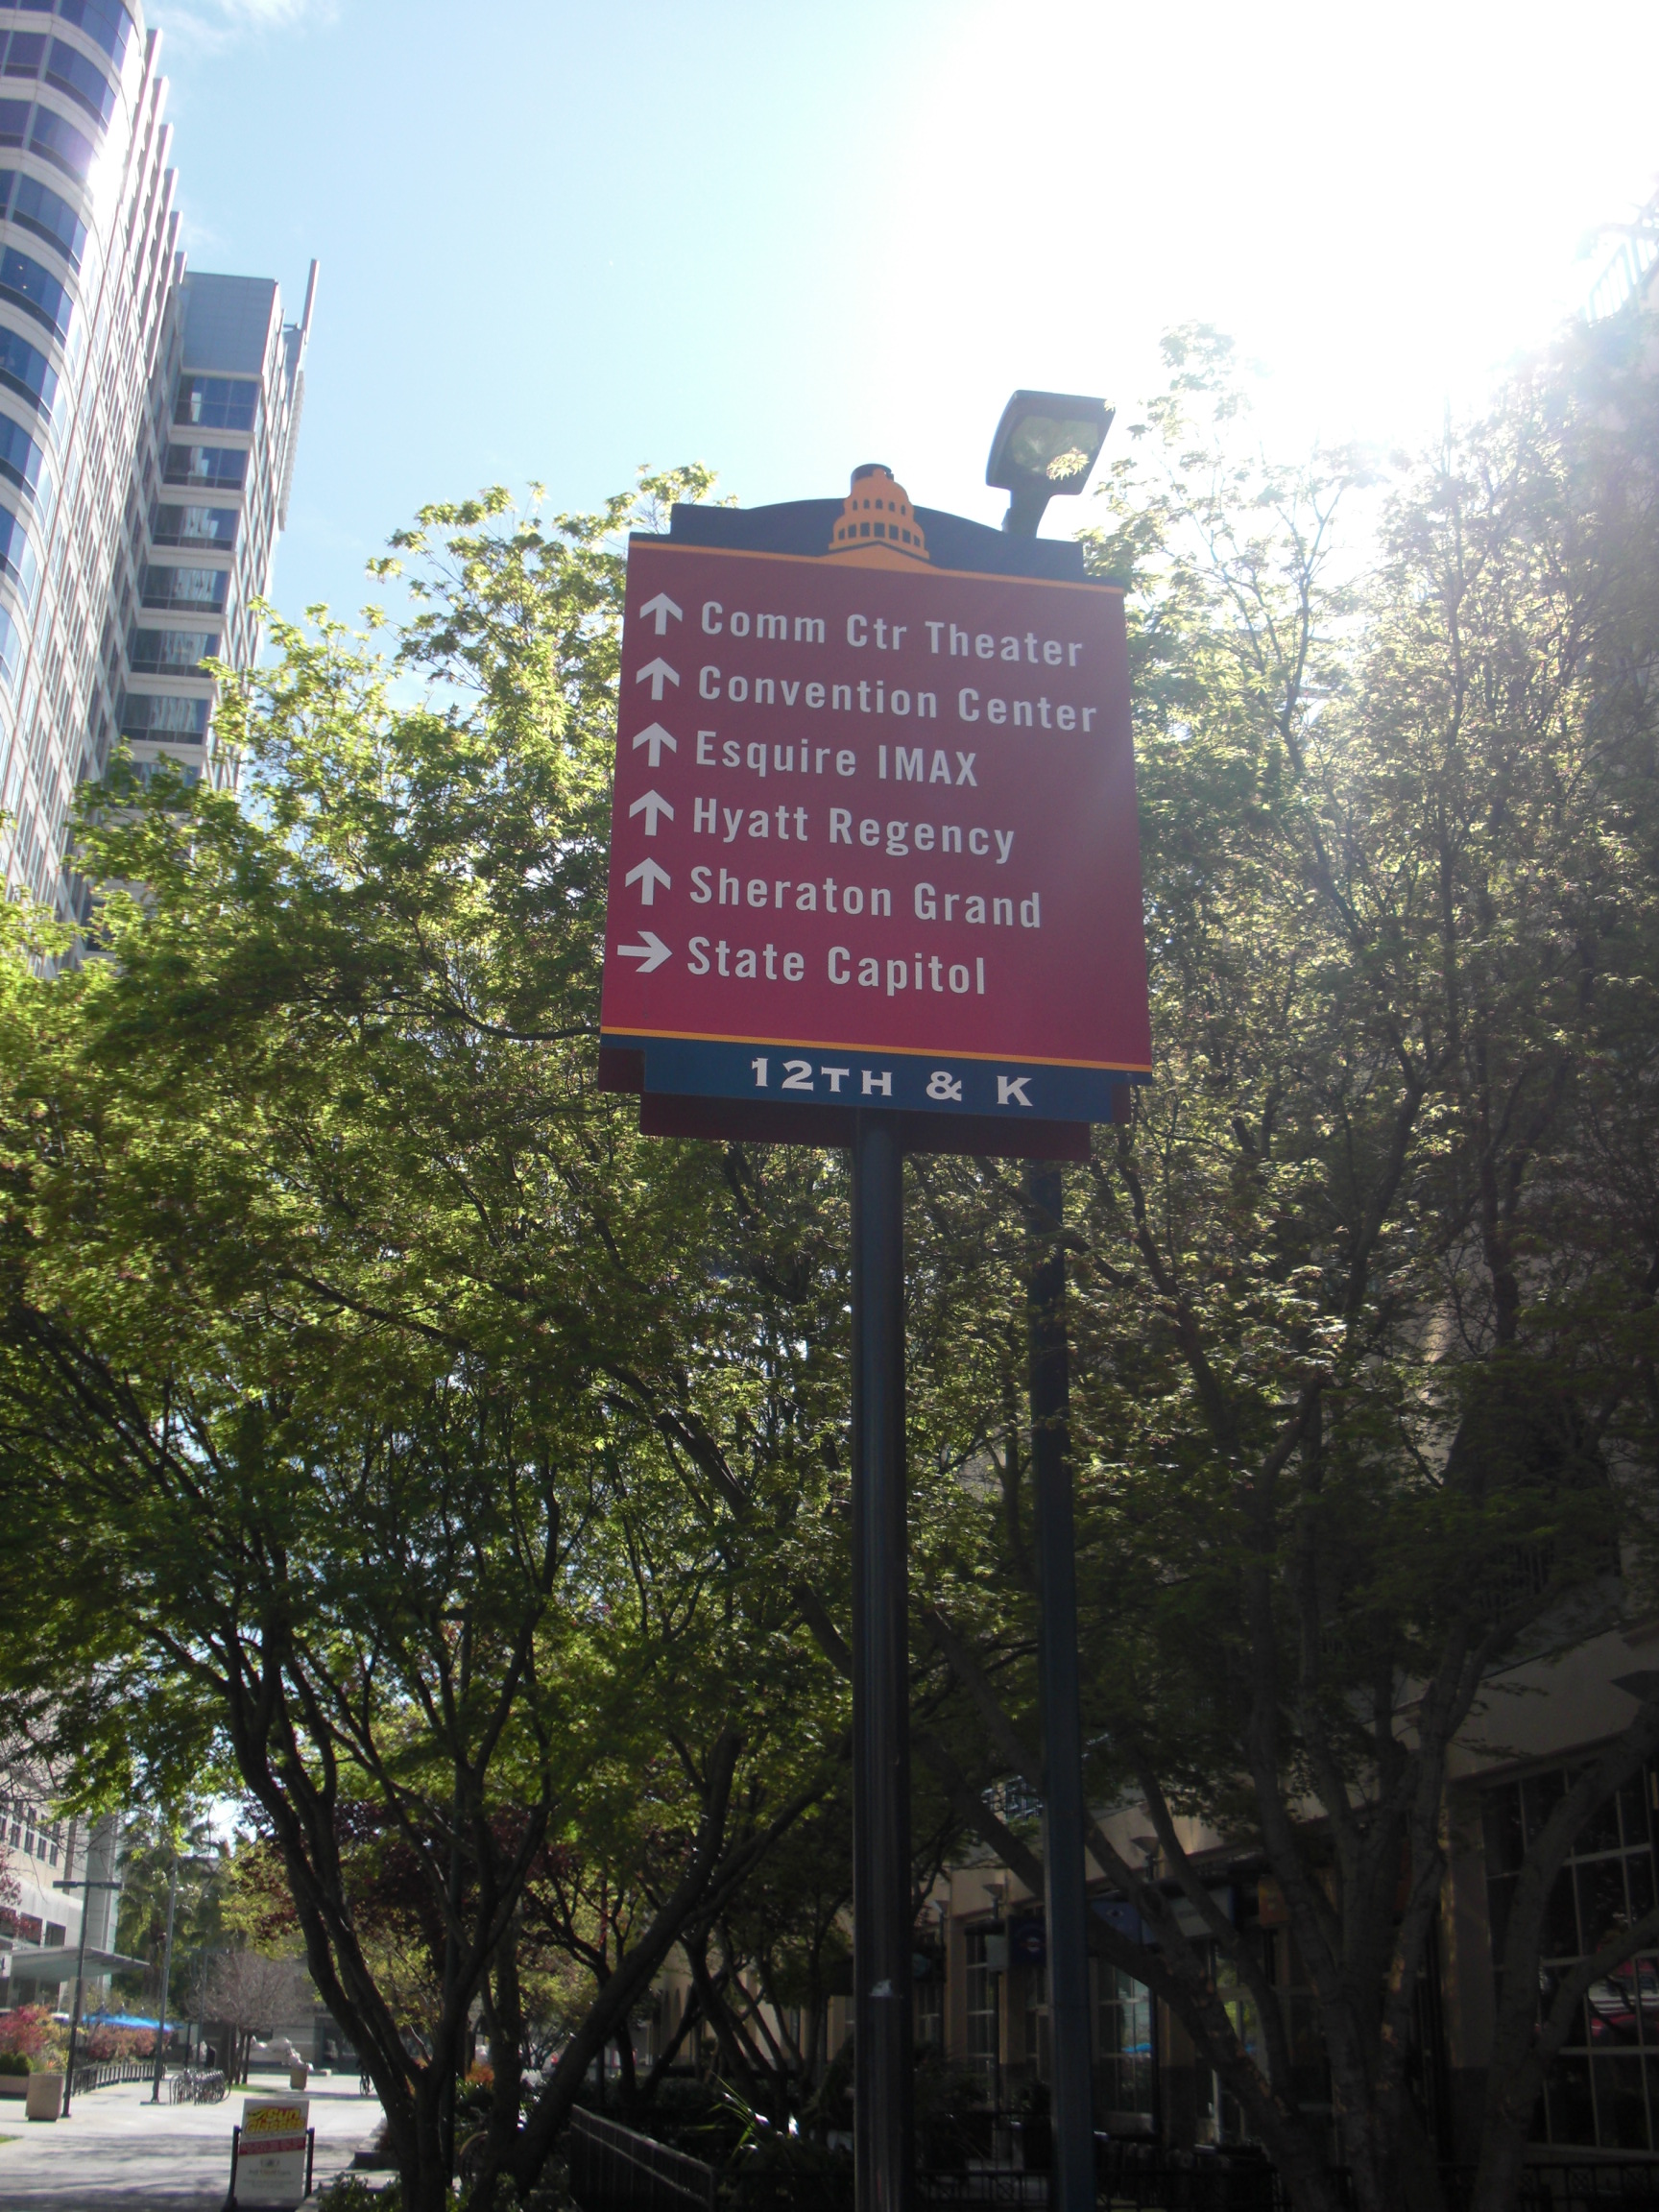 Comm Ctr Theater
Convention Center
Esquire IMAX
Hyatt Regency
Sheraton Grand
State Capitol
12TH & K